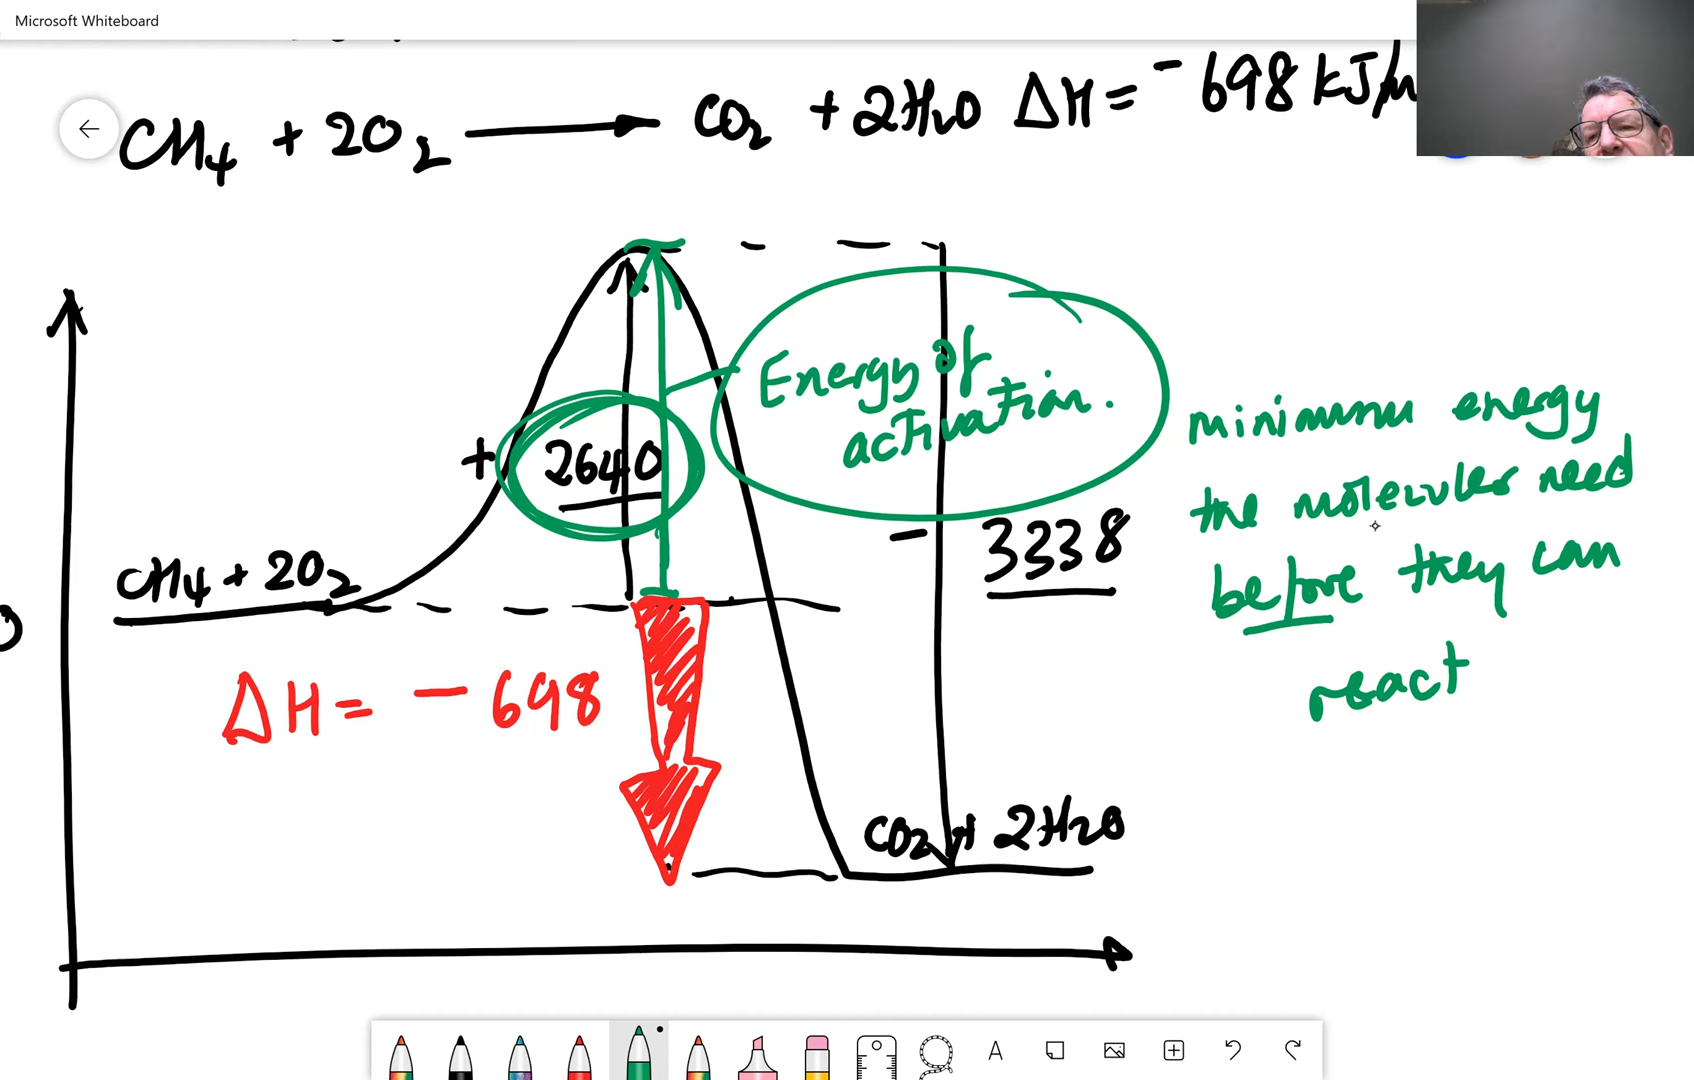 Microsoft Whiteboard
CH4 + 2O2 → CO2 + 2H2O ΔH = -698 kJ/
Energy of
activation.
+ 2640
minimum energy
the molecules need
before they can
react
- 3338
CH4 + 2O2
ΔH = - 698
CO2 + 2H2O
A